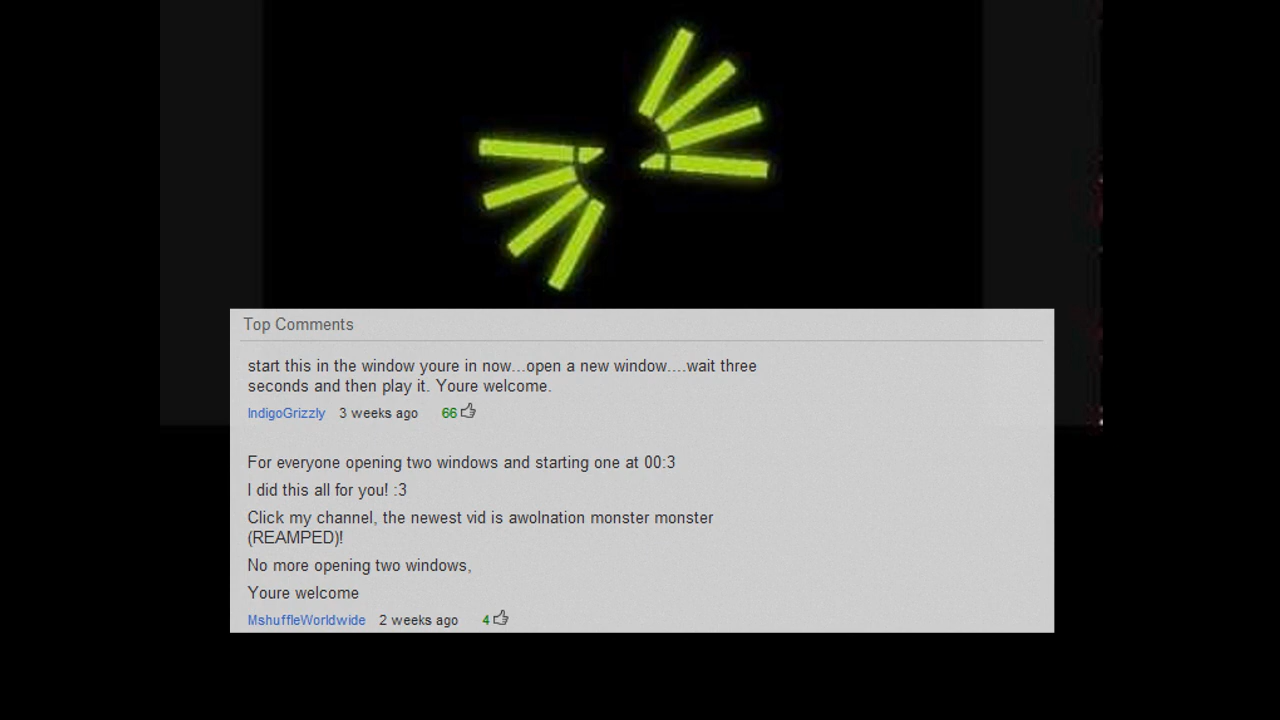 Top Comments
start this in the window youre in now...open a new window....wait three
seconds and then play it. Youre welcome.
IndigoGrizzly 3 weeks ago 66
For everyone opening two windows and starting one at 00:3
I did this all for you! :3
Click my channel, the newest vid is awolnation monster monster
(REAMPED)!
No more opening two windows,
Youre welcome
MshuffleWorldwide 2 weeks ago 4